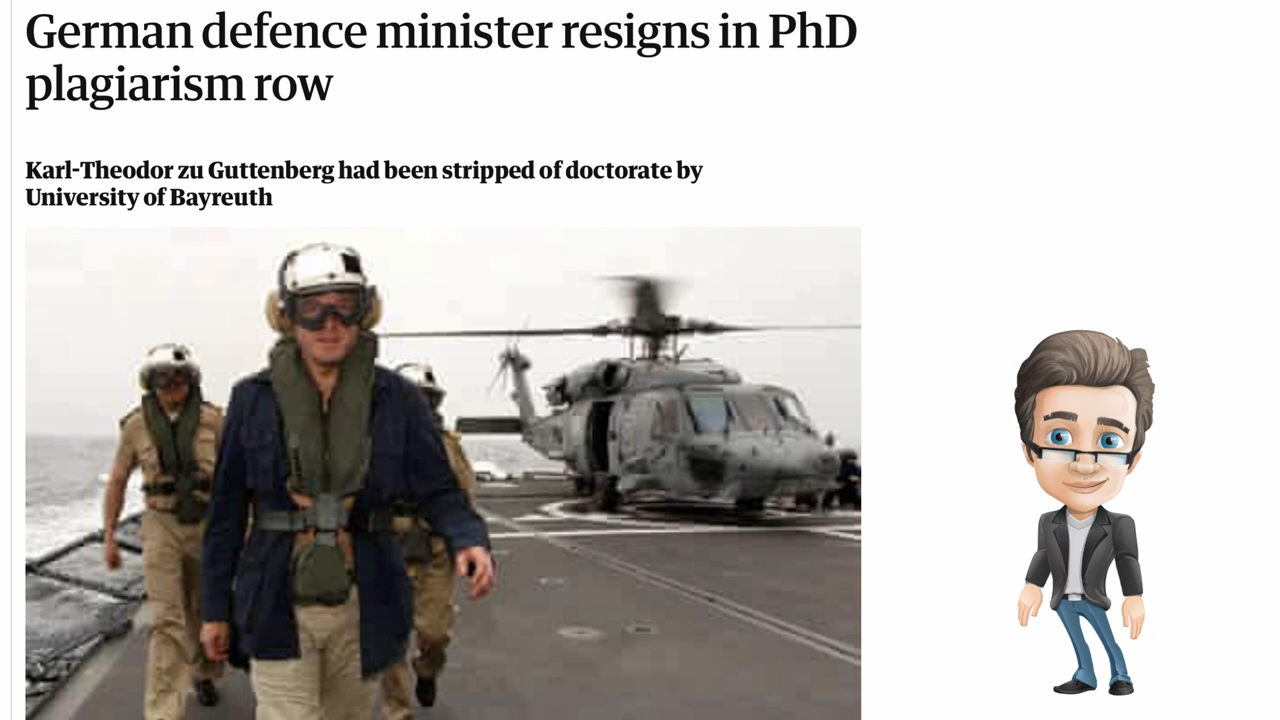 German defence minister resigns in PhD
plagiarism row
Karl-Theodor zu Guttenberg had been stripped of doctorate by
University of Bayreuth